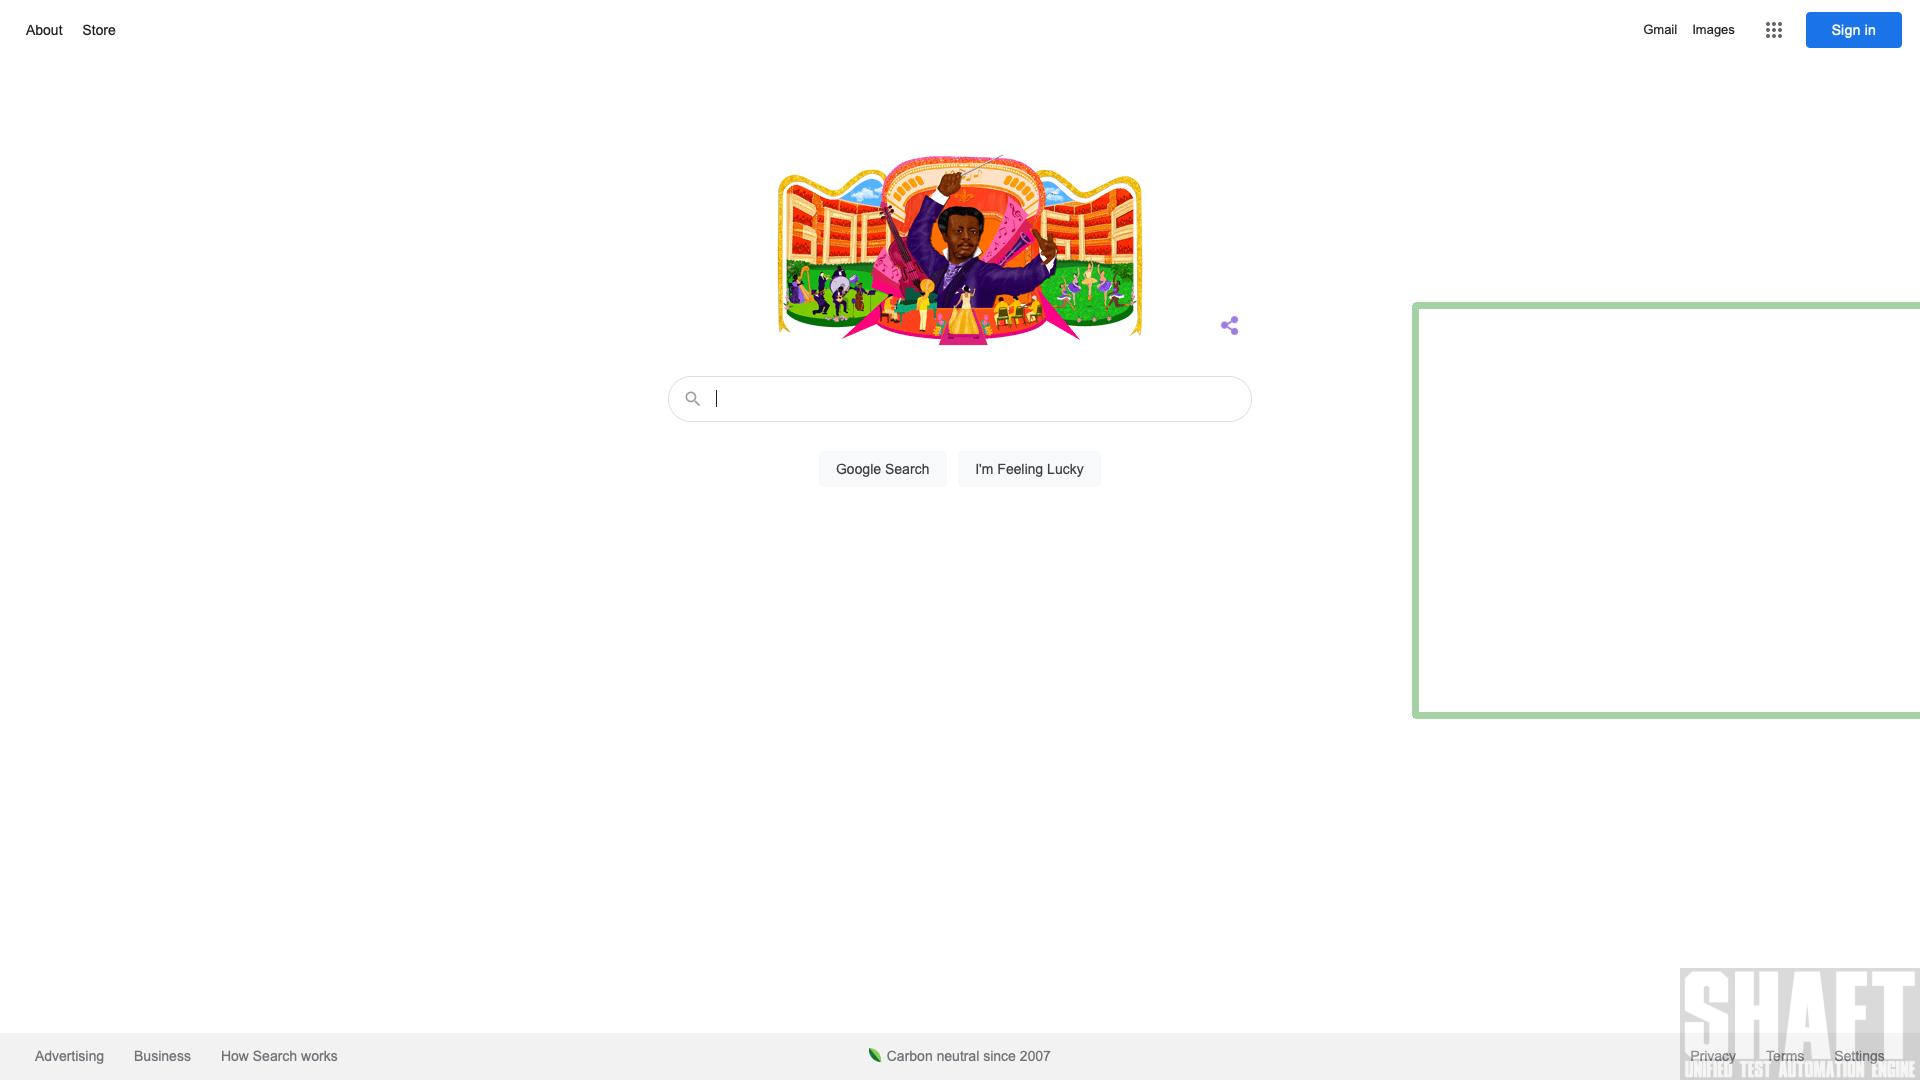 About Store
Gmail Images Sign in
Google Search I'm Feeling Lucky
SHAFT
Advertising Business How Search works Carbon neutral since 2007 Privacy Terms Settings
UNIFIED TEST AUTOMATION ENGINE